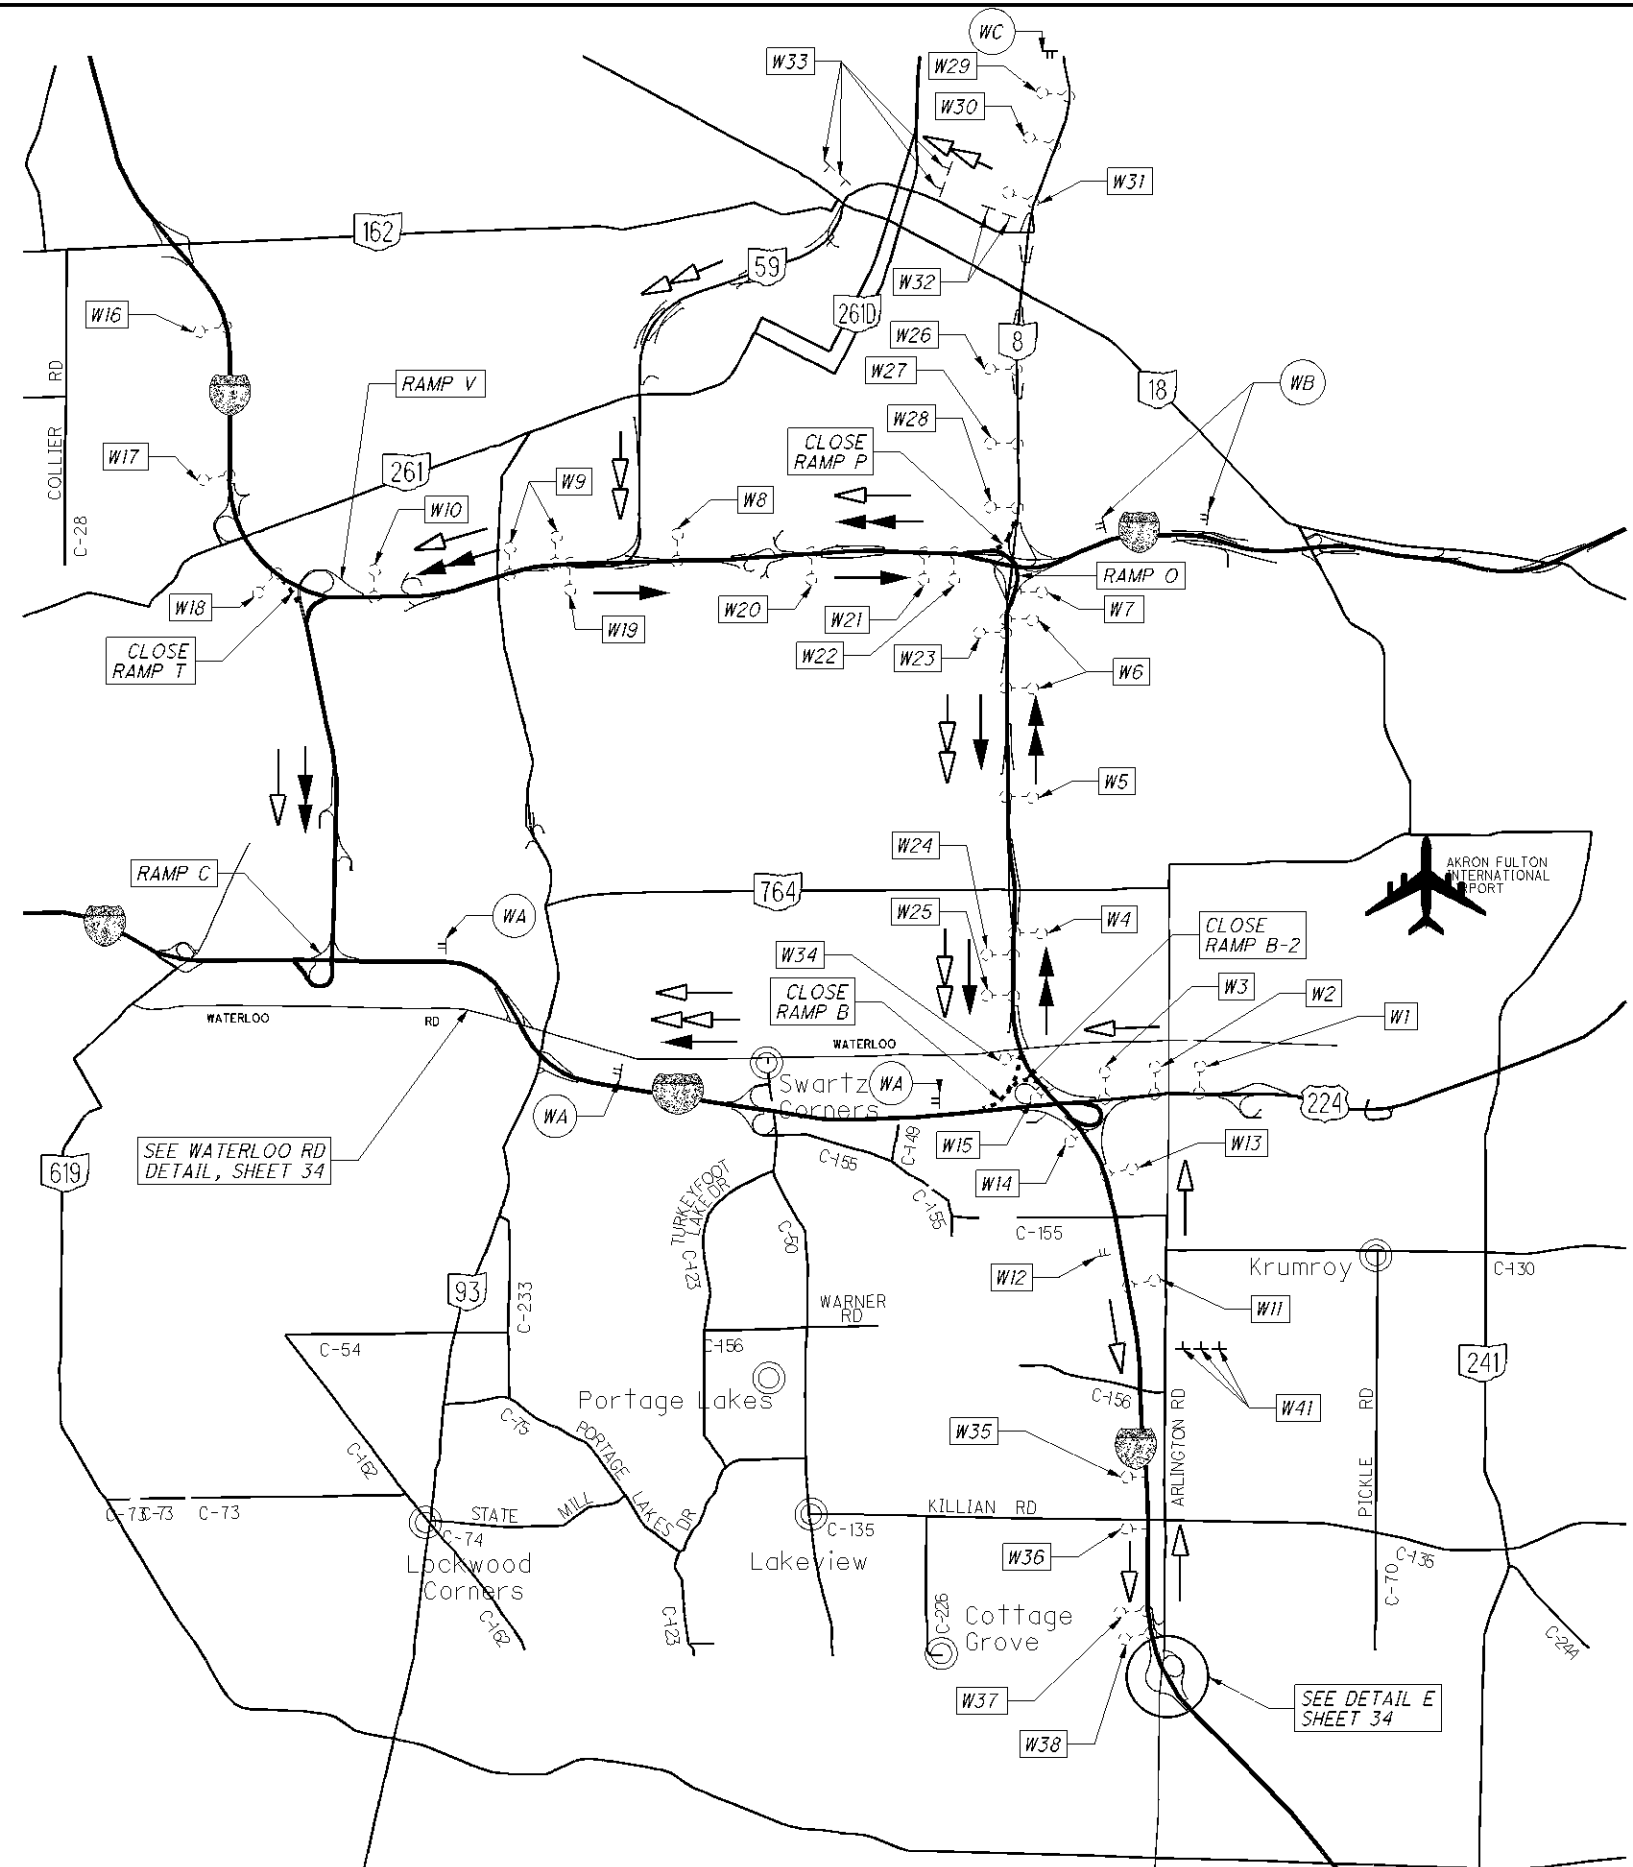 WC
W33
W29
W30
W31
162
59
W32
W16
261D
W26
8
COLLIER RD
RAMP V
W27
18
WB
W28
CLOSE
RAMP P
W17
261
W10
W9
W8
C-28
RAMP O
W18
W20
W21
W7
W19
W22
W23
W6
CLOSE
RAMP T
W5
W24
RAMP C
764
AKRON FULTON
INTERNATIONAL
W25
WA
W4
CLOSE
RAMP B-2
W34
CLOSE
RAMP B
W3
W2
W1
WATERLOO RD
WATERLOO
Swartz
Corners
WA
WA
224
SEE WATERLOO RD
DETAIL, SHEET 34
619
W15
W13
C-149
C-155
W14
TURKEYFOOT
LAKE DR
C-155
C-155
C-50
C-123
W12
Krumroy
C-130
93
C-233
WARNER
RD
W11
C-54
C-156
241
Portage Lakes
C-156
W41
C-75
W35
ARLINGTON RD
PICKLE RD
C-162
PORTAGE LAKES DR
C-73
C-73
C-73
STATE MILL
KILLIAN RD
C-74
C-135
Lockwood
Corners
Lakeview
W36
C-136
C-70
C-162
C-123
C-226
Cottage
Grove
C-244
W37
SEE DETAIL E
SHEET 34
W38